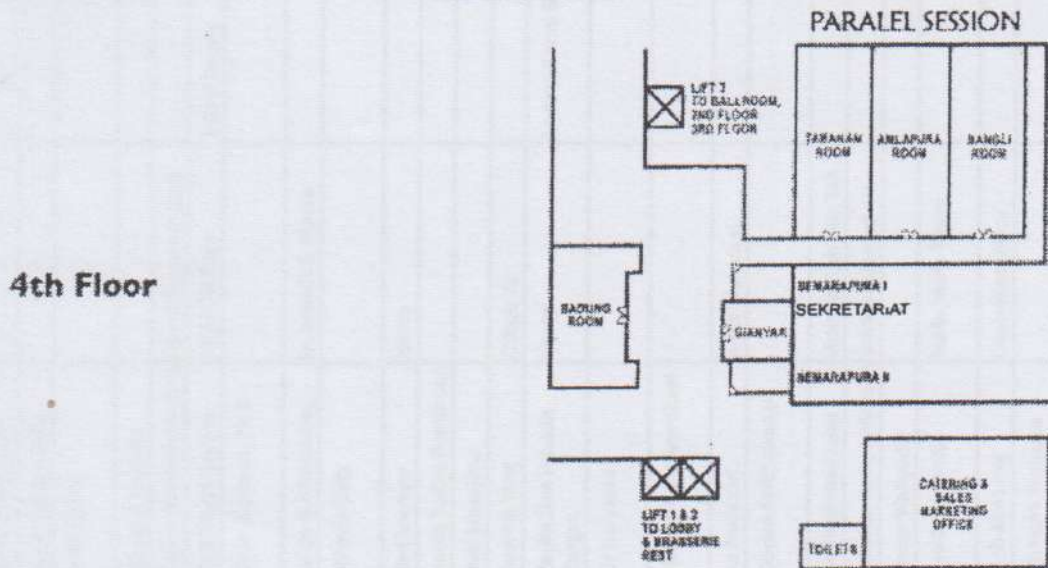 PARALEL SESSION
LIFT 3
TO BALLROOM,
2ND FLOOR
3RD FLOOR
TABANAN
ROOM
AMLAPURA
ROOM
BANGLI
ROOM
4th Floor
BADUNG
ROOM
SEMARAPURA I
SEKRETARIAT
GIANYAR
SEMARAPURA II
LIFT 1 & 2
TO LOBBY
& BRASSERIE
REST
CATERING &
SALES
MARKETING
OFFICE
TOILETS